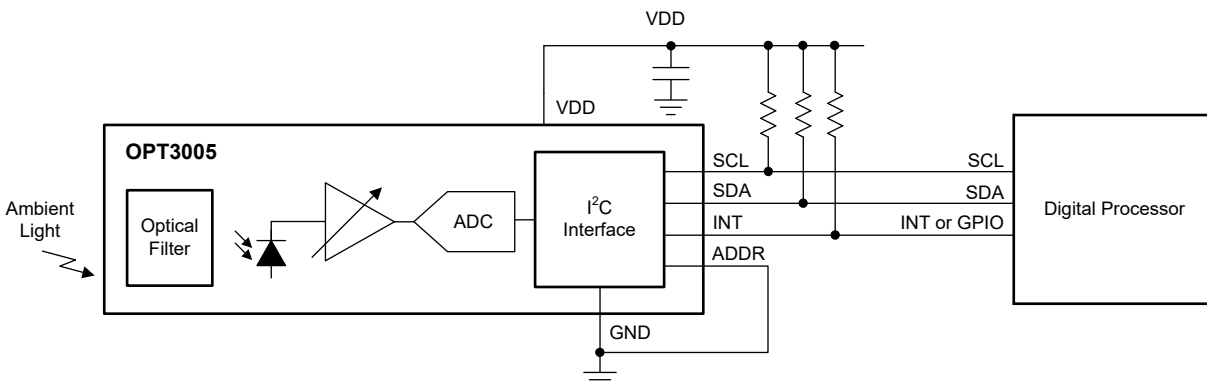 VDD
VDD
OPT3005
Ambient
Light
Optical
Filter
ADC
I²C
Interface
SCL
SDA
INT
ADDR
GND
SCL
SDA
INT or GPIO
Digital Processor